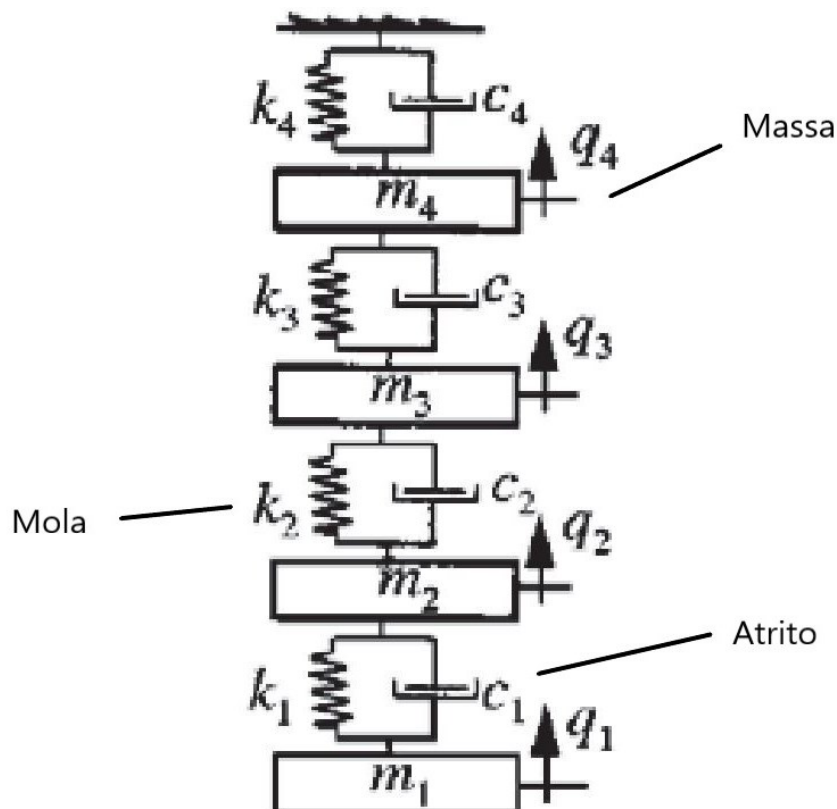 k4 c4 q4 Massa
m4
k3 c3 q3
m3
Mola k2 c2 q2
m2
Atrito
k1 c1 q1
m1